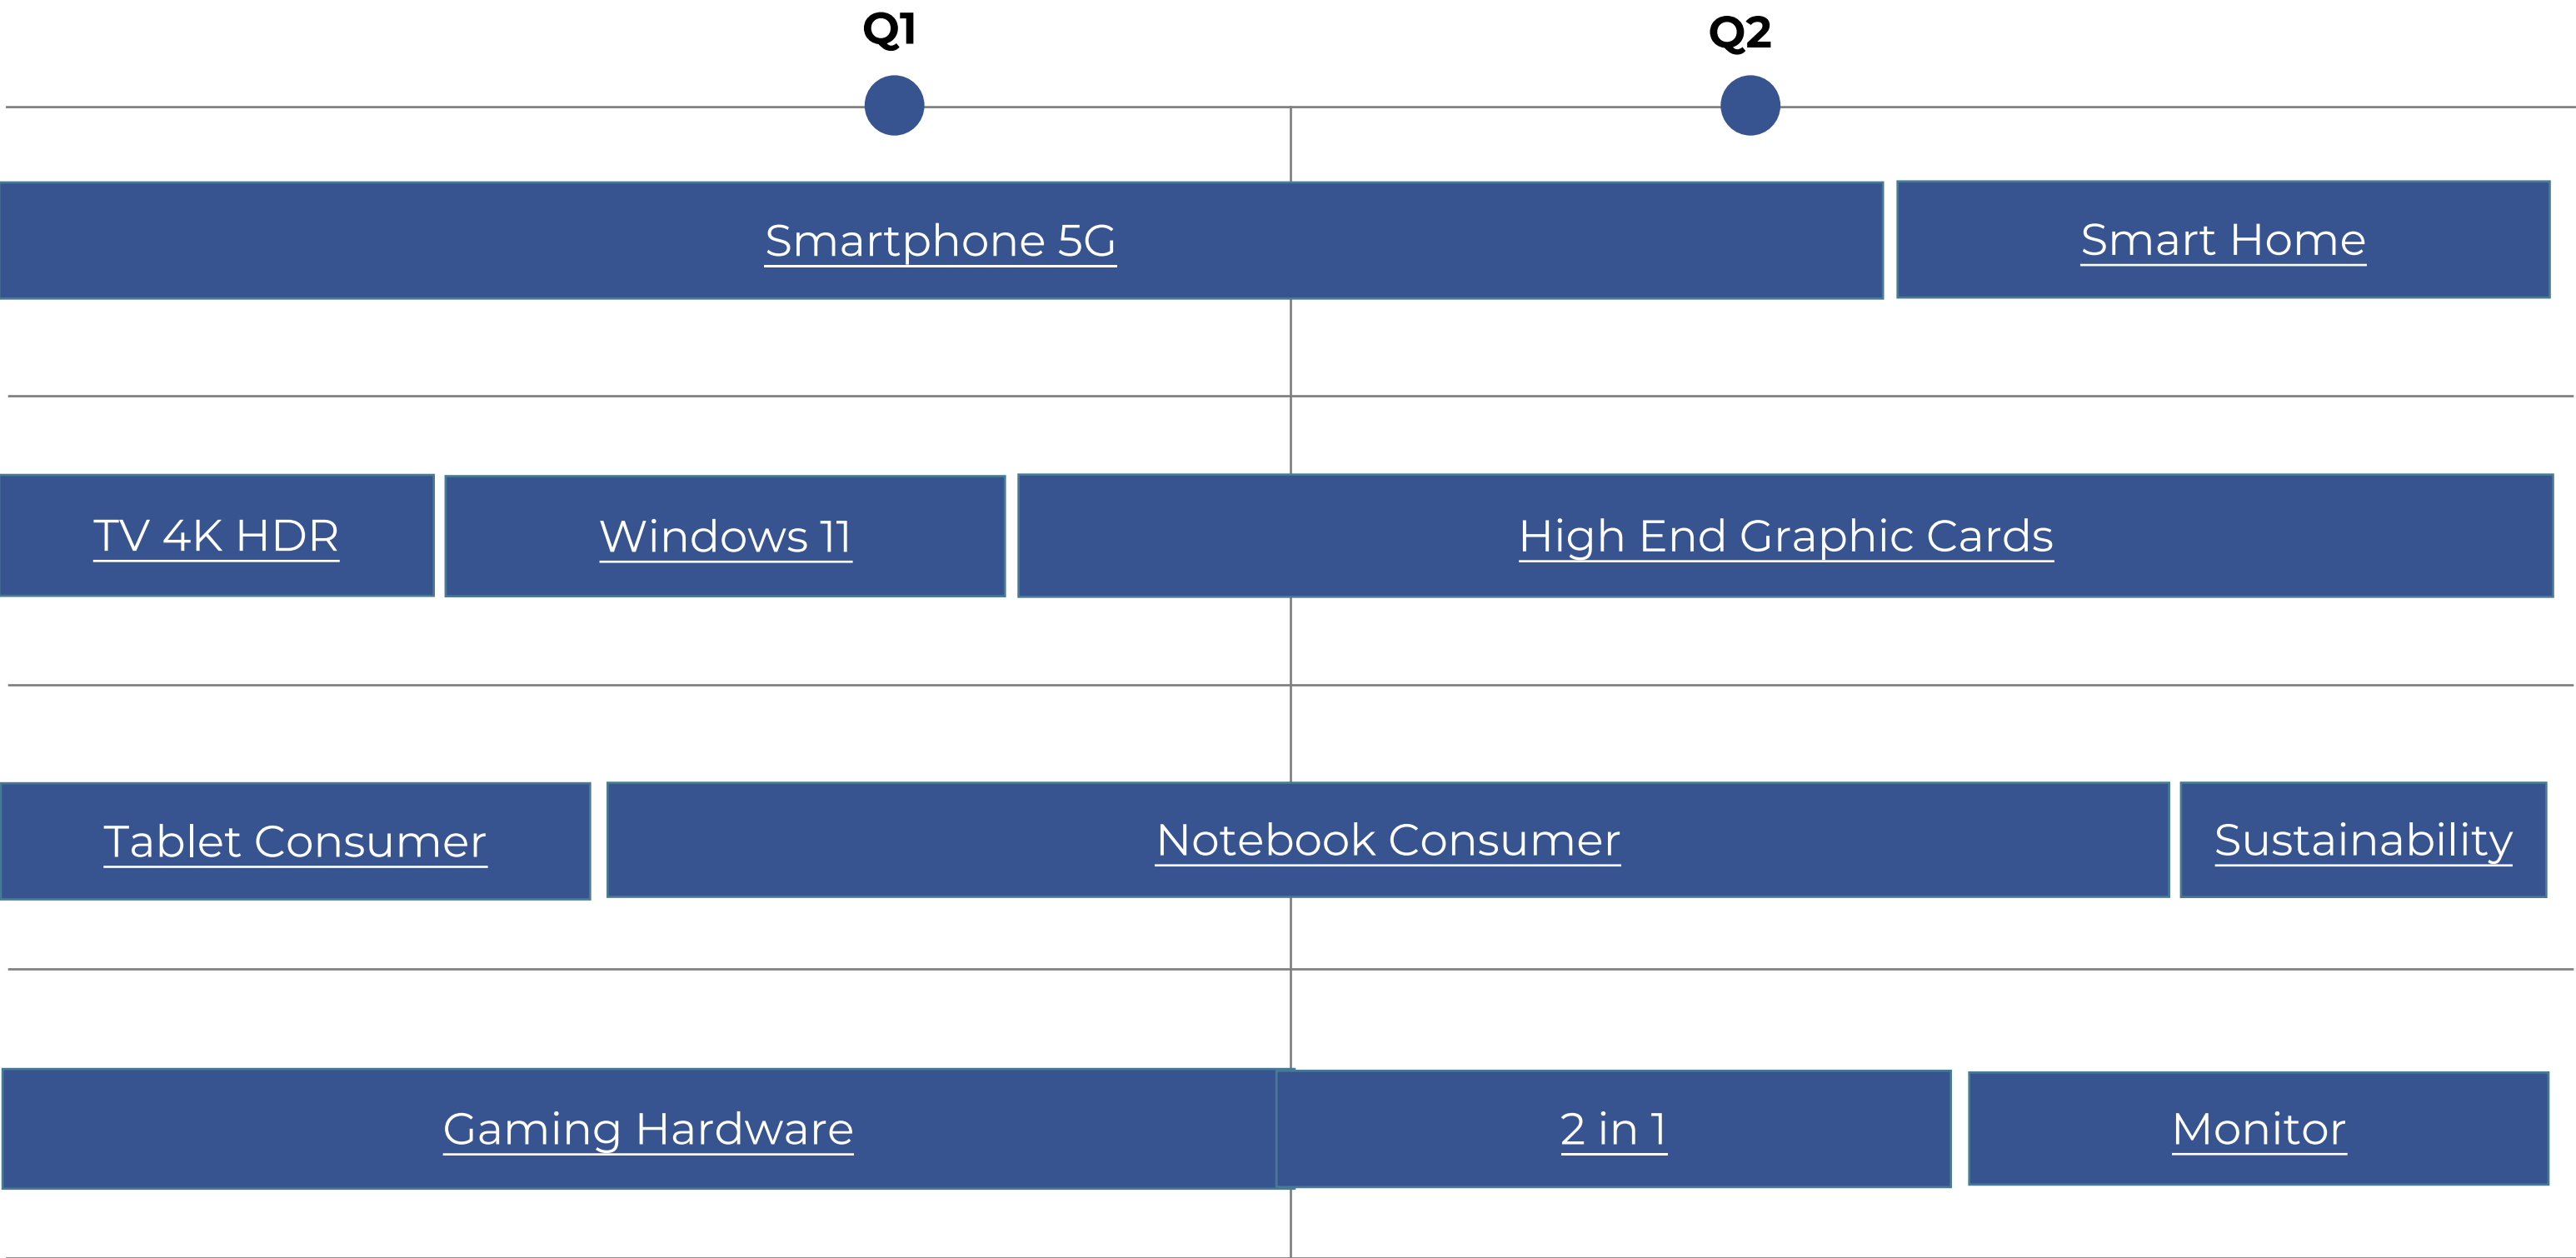 Q1
Q2
Smartphone 5G
Smart Home
TV 4K HDR
Windows 11
High End Graphic Cards
Tablet Consumer
Notebook Consumer
Sustainability
Gaming Hardware
2 in 1
Monitor